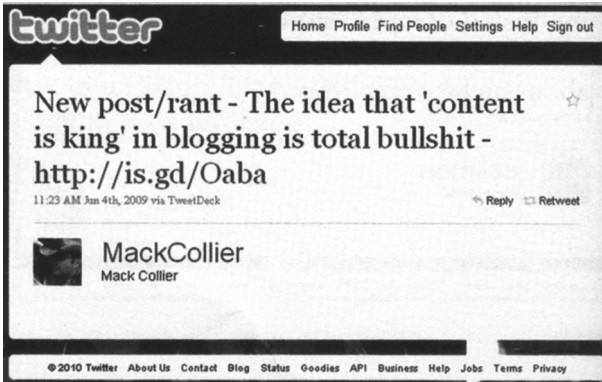 twitter
Home Profile Find People Settings Help Sign out
New post/rant - The idea that 'content
is king' in blogging is total bullshit -
http://is.gd/Oaba
11:23 AM Jun 4th, 2009 via TweetDeck
Reply Retweet
MackCollier
Mack Collier
©2010 Twitter About Us Contact Blog Status Goodies API Business Help Jobs Terms Privacy